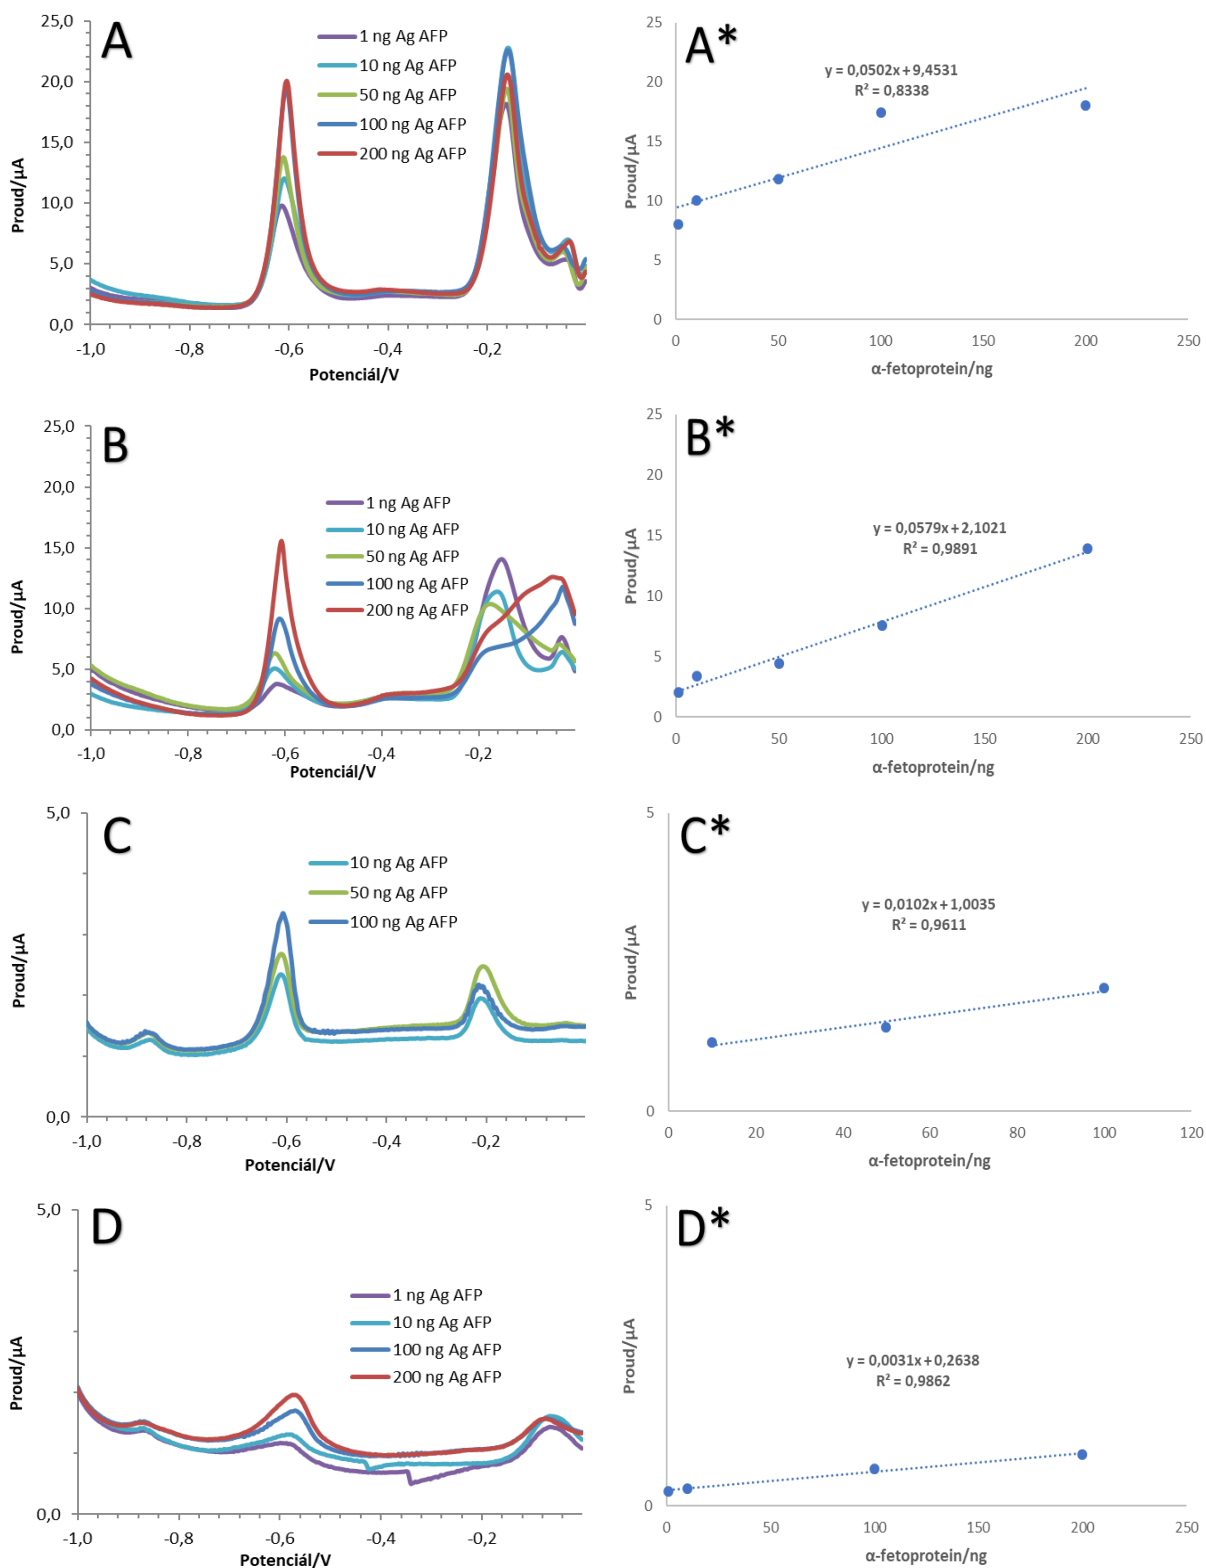 A
25,0
20,0
15,0
10,0
5,0
0,0
Proud/µA
-1,0
-0,8
-0,6
-0,4
-0,2
Potenciál/V
1 ng Ag AFP
10 ng Ag AFP
50 ng Ag AFP
100 ng Ag AFP
200 ng Ag AFP
A*
25
20
15
10
5
0
Proud/µA
y = 0,0502x + 9,4531
R² = 0,8338
0
50
100
150
200
250
α-fetoprotein/ng
B
25,0
20,0
15,0
10,0
5,0
0,0
Proud/µA
-1,0
-0,8
-0,6
-0,4
-0,2
Potenciál/V
1 ng Ag AFP
10 ng Ag AFP
50 ng Ag AFP
100 ng Ag AFP
200 ng Ag AFP
B*
25
20
15
10
5
0
Proud/µA
y = 0,0579x + 2,1021
R² = 0,9891
0
50
100
150
200
250
α-fetoprotein/ng
C
5,0
0,0
Proud/µA
-1,0
-0,8
-0,6
-0,4
-0,2
Potenciál/V
10 ng Ag AFP
50 ng Ag AFP
100 ng Ag AFP
C*
5
0
Proud/µA
y = 0,0102x + 1,0035
R² = 0,9611
0
20
40
60
80
100
120
α-fetoprotein/ng
D
5,0
0,0
Proud/µA
-1,0
-0,8
-0,6
-0,4
-0,2
Potenciál/V
1 ng Ag AFP
10 ng Ag AFP
100 ng Ag AFP
200 ng Ag AFP
D*
5
0
Proud/µA
y = 0,0031x + 0,2638
R² = 0,9862
0
50
100
150
200
250
α-fetoprotein/ng